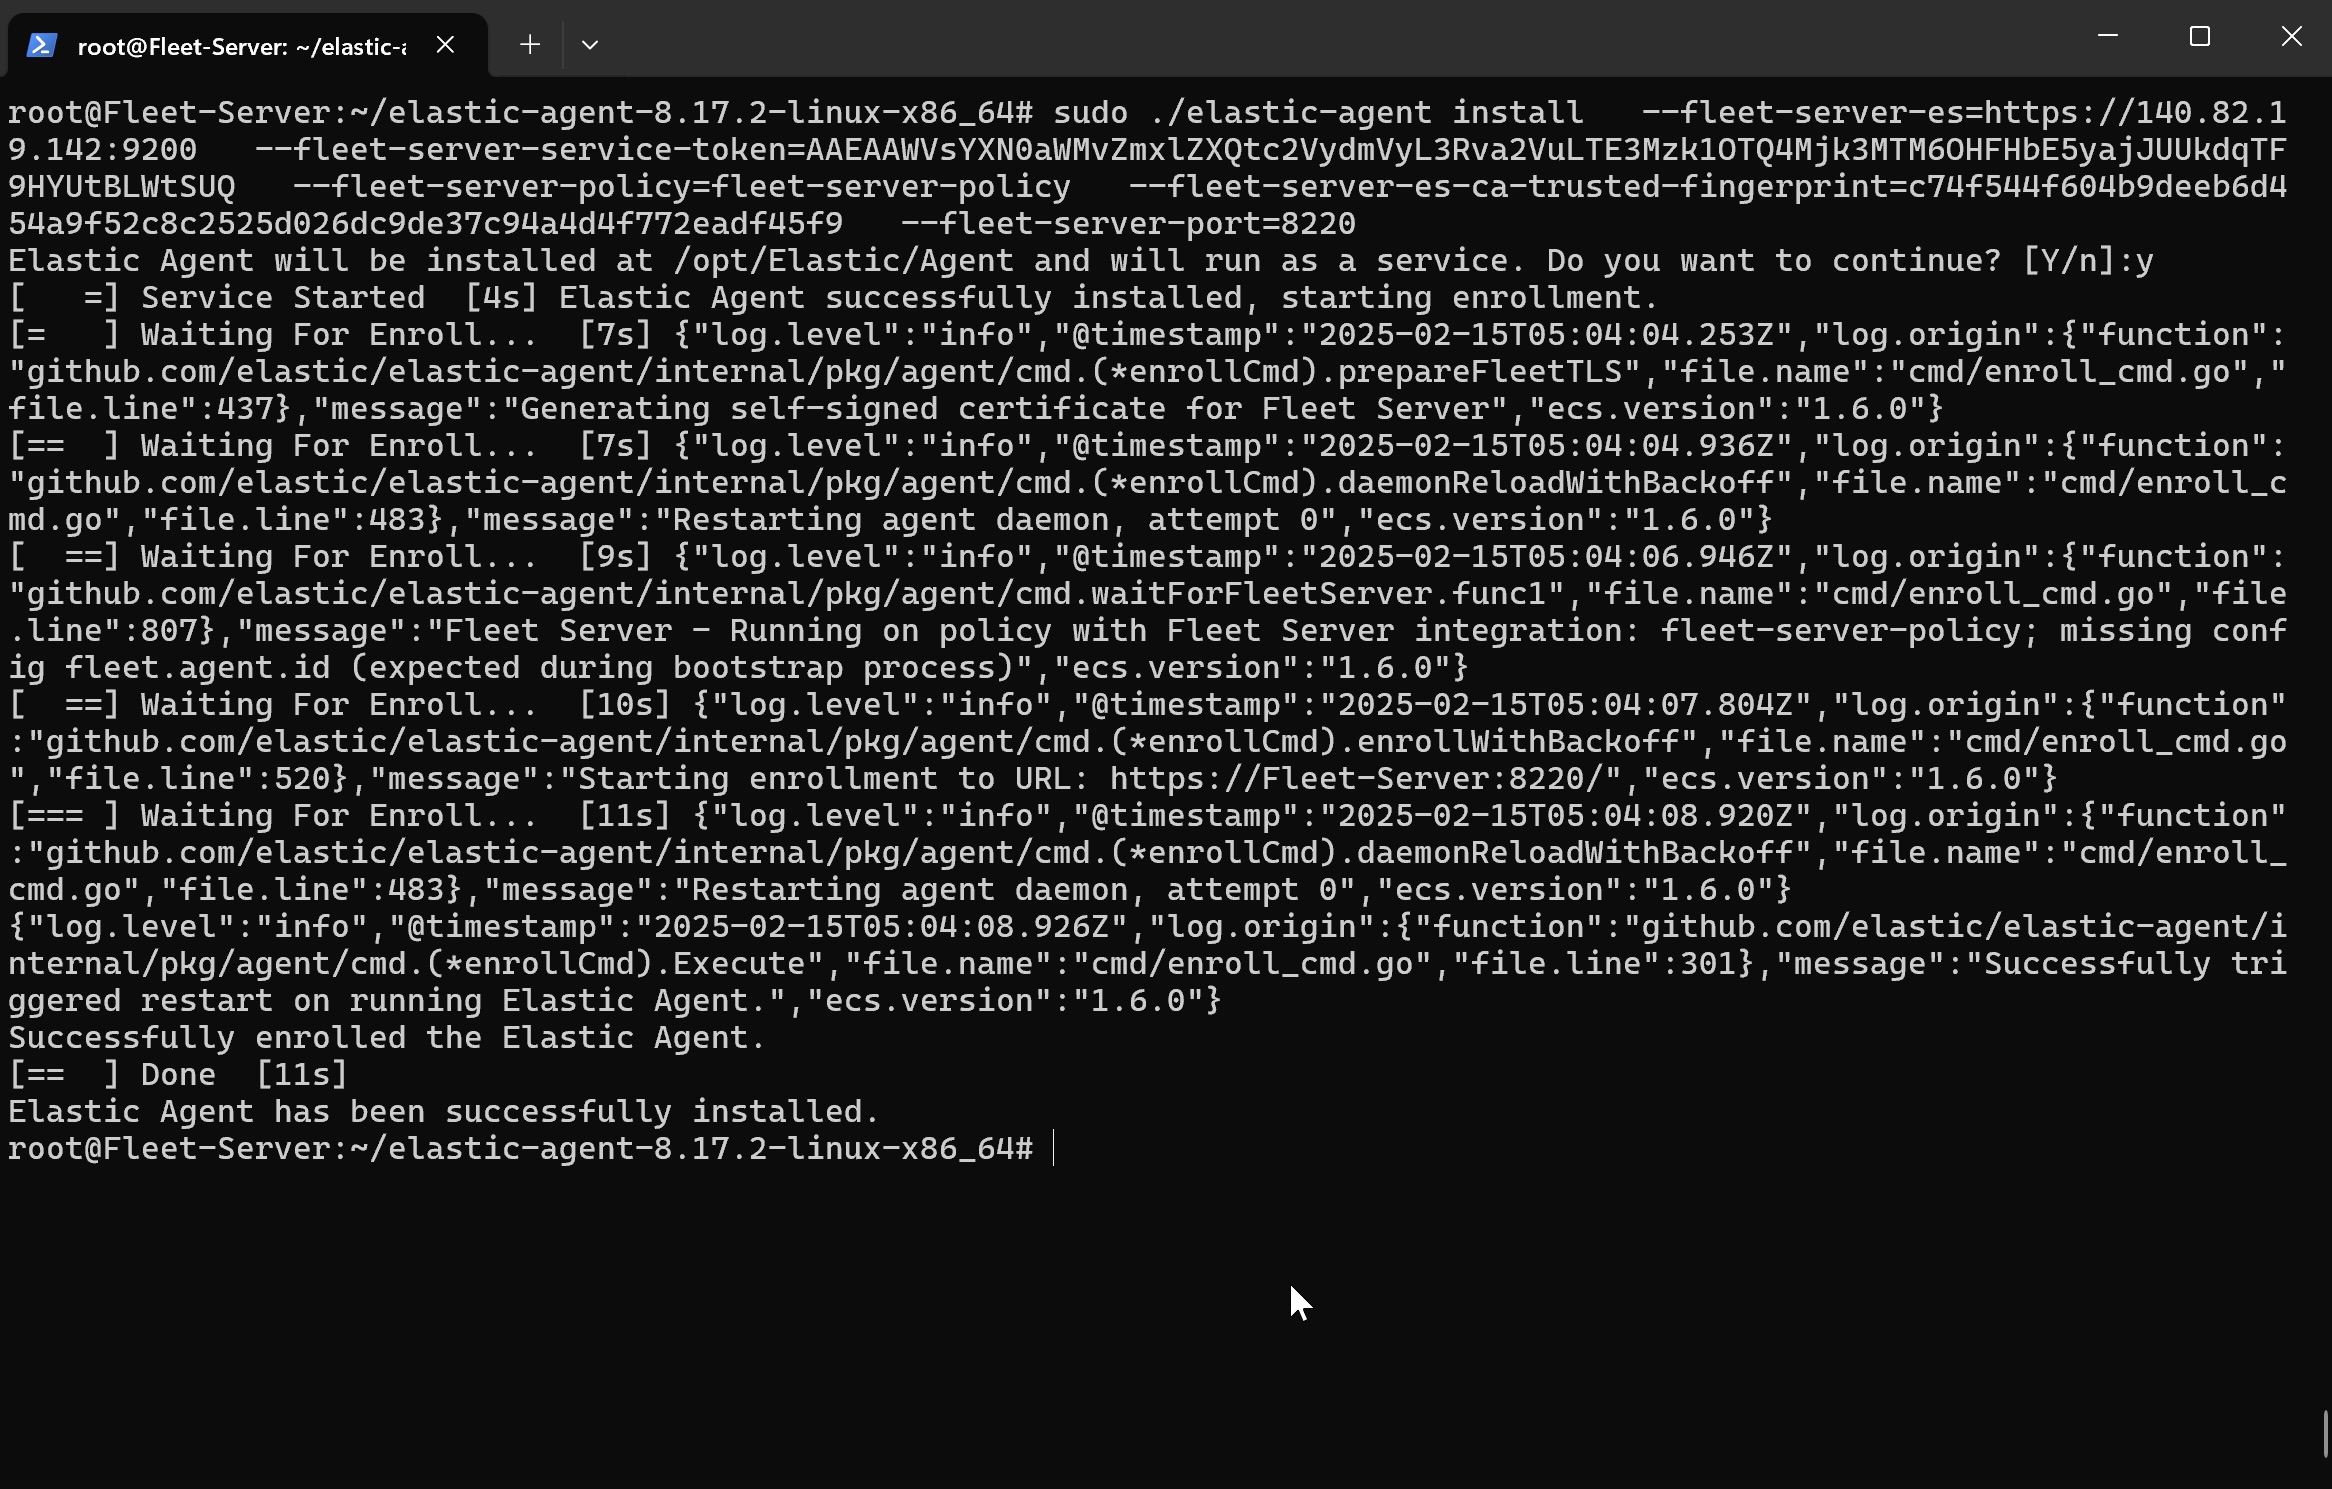 root@Fleet-Server: ~/elastic-a
root@Fleet-Server:~/elastic-agent-8.17.2-linux-x86_64# sudo ./elastic-agent install   --fleet-server-es=https://140.82.1
9.142:9200   --fleet-server-service-token=AAEAAWVsYXN0aWMvZmxlZXQtc2VydmVyL3Rva2VuLTE3Mzk1OTQ4Mjk3MTM6OHFHbE5yajJUUkdqTF
9HYUtBLWtSUQ   --fleet-server-policy=fleet-server-policy   --fleet-server-es-ca-trusted-fingerprint=c74f544f604b9deeb6d4
54a9f52c8c2525d026dc9de37c94a4d4f772eadf45f9   --fleet-server-port=8220
Elastic Agent will be installed at /opt/Elastic/Agent and will run as a service. Do you want to continue? [Y/n]:y
[   =] Service Started  [4s] Elastic Agent successfully installed, starting enrollment.
[=   ] Waiting For Enroll...  [7s] {"log.level":"info","@timestamp":"2025-02-15T05:04:04.253Z","log.origin":{"function":
"github.com/elastic/elastic-agent/internal/pkg/agent/cmd.(*enrollCmd).prepareFleetTLS","file.name":"cmd/enroll_cmd.go","
file.line":437},"message":"Generating self-signed certificate for Fleet Server","ecs.version":"1.6.0"}
[==  ] Waiting For Enroll...  [7s] {"log.level":"info","@timestamp":"2025-02-15T05:04:04.936Z","log.origin":{"function":
"github.com/elastic/elastic-agent/internal/pkg/agent/cmd.(*enrollCmd).daemonReloadWithBackoff","file.name":"cmd/enroll_c
md.go","file.line":483},"message":"Restarting agent daemon, attempt 0","ecs.version":"1.6.0"}
[  ==] Waiting For Enroll...  [9s] {"log.level":"info","@timestamp":"2025-02-15T05:04:06.946Z","log.origin":{"function":
"github.com/elastic/elastic-agent/internal/pkg/agent/cmd.waitForFleetServer.func1","file.name":"cmd/enroll_cmd.go","file
.line":807},"message":"Fleet Server - Running on policy with Fleet Server integration: fleet-server-policy; missing conf
ig fleet.agent.id (expected during bootstrap process)","ecs.version":"1.6.0"}
[  ==] Waiting For Enroll...  [10s] {"log.level":"info","@timestamp":"2025-02-15T05:04:07.804Z","log.origin":{"function"
:"github.com/elastic/elastic-agent/internal/pkg/agent/cmd.(*enrollCmd).enrollWithBackoff","file.name":"cmd/enroll_cmd.go
","file.line":520},"message":"Starting enrollment to URL: https://Fleet-Server:8220/","ecs.version":"1.6.0"}
[=== ] Waiting For Enroll...  [11s] {"log.level":"info","@timestamp":"2025-02-15T05:04:08.920Z","log.origin":{"function"
:"github.com/elastic/elastic-agent/internal/pkg/agent/cmd.(*enrollCmd).daemonReloadWithBackoff","file.name":"cmd/enroll_
cmd.go","file.line":483},"message":"Restarting agent daemon, attempt 0","ecs.version":"1.6.0"}
{"log.level":"info","@timestamp":"2025-02-15T05:04:08.926Z","log.origin":{"function":"github.com/elastic/elastic-agent/i
nternal/pkg/agent/cmd.(*enrollCmd).Execute","file.name":"cmd/enroll_cmd.go","file.line":301},"message":"Successfully tri
ggered restart on running Elastic Agent.","ecs.version":"1.6.0"}
Successfully enrolled the Elastic Agent.
[==  ] Done  [11s]
Elastic Agent has been successfully installed.
root@Fleet-Server:~/elastic-agent-8.17.2-linux-x86_64#